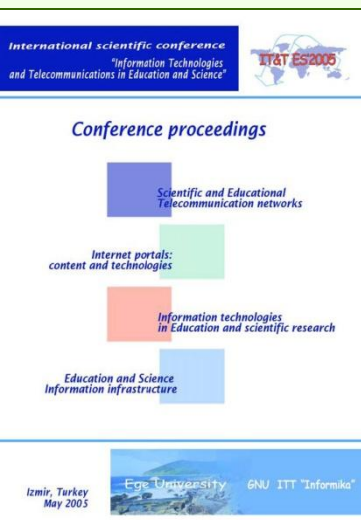 International scientific conference
"Information Technologies
and Telecommunications in Education and Science"
IT&T ES2005
Conference proceedings
Scientific and Educational
Telecommunication networks
Internet portals:
content and technologies
Information technologies
in Education and scientific research
Education and Science
Information infrastructure
Izmir, Turkey
May 2005
Ege University
GNU ITT "Informika"